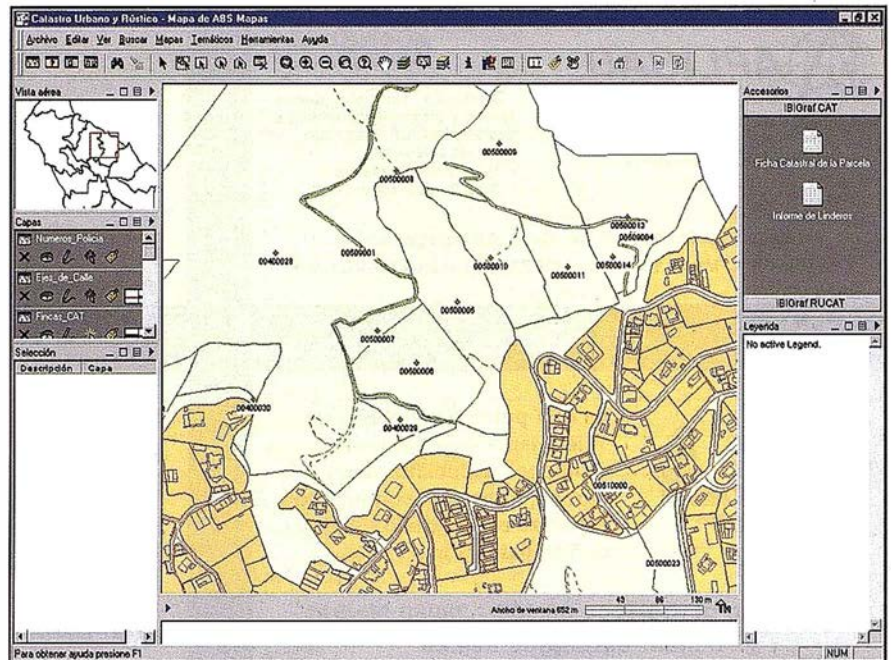 Catastro Urbano y Rústico - Mapa de ABS Mapas
Archivo Editar Ver Buscar Mapas Temáticos Herramientas Ayuda
Vista aérea
Capas
Numeros_Policia
Ejes_de_Calle
Fincas_CAT
Selección
Descripción Capa
00500009
00500008
00500012
00509004
00509001
00400028
00500010
00500011
00500014
00500005
00500007
00500006
00400030
00400029
00510000
00500023
Ancho de ventana 652 m
43 86 130 m
N
Accesorios
IBIGraf CAT
Ficha Catastral de la Parcela
Informe de Linderos
IBIGraf RUCAT
Leyenda
No active Legend.
Para obtener ayuda presione F1
NUM